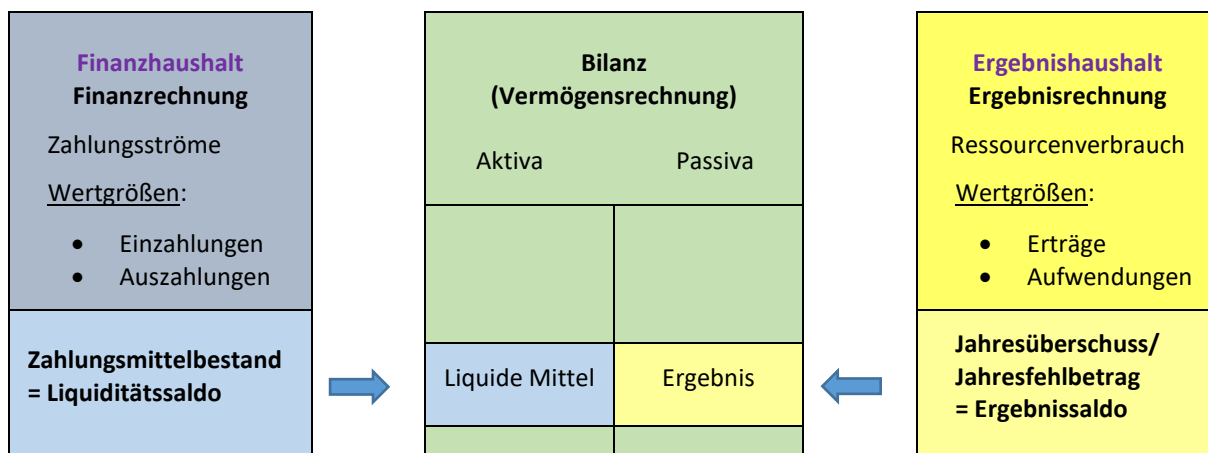 Finanzhaushalt
Finanzrechnung
Zahlungsströme
Wertgrößen:
• Einzahlungen
• Auszahlungen
Zahlungsmittelbestand
= Liquiditätssaldo
Bilanz
(Vermögensrechnung)
Aktiva Passiva
Liquide Mittel Ergebnis
Ergebnishaushalt
Ergebnisrechnung
Ressourcenverbrauch
Wertgrößen:
• Erträge
• Aufwendungen
Jahresüberschuss/
Jahresfehlbetrag
= Ergebnissaldo